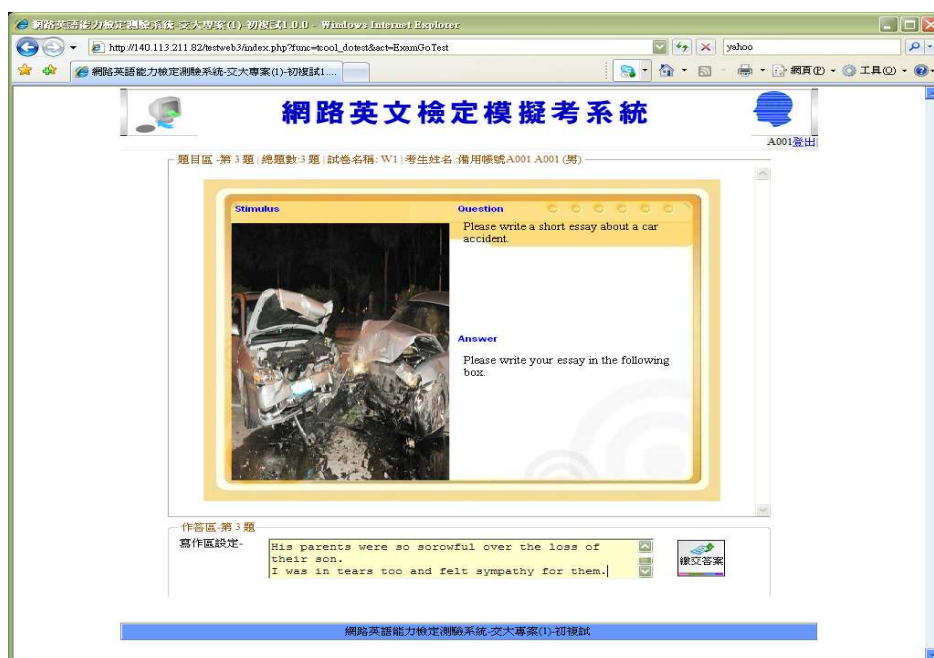 網路英語能力檢定測驗系統-交大專案(1)-初複試1.0.0 - Windows Internet Explorer
http://140.113.211.82/testweb3/index.php?func=tcool_dotest&act=ExamGoTest
yahoo
網路英語能力檢定測驗系統-交大專案(1)-初複試1....
網頁(P)
工具(O)
網路英文檢定模擬考系統
A001登出
題目區 -第 3 題 | 總題數:3 題 | 試卷名稱: W1 | 考生姓名 :備用帳號A001 A001 (男)
Stimulus
Question
Please write a short essay about a car
accident.
Answer
Please write your essay in the following
box.
作答區-第 3 題
寫作區設定-
His parents were so sorowful over the loss of
their son.
I was in tears too and felt sympathy for them.
繳交答案
網路英語能力檢定測驗系統-交大專案(1)-初複試